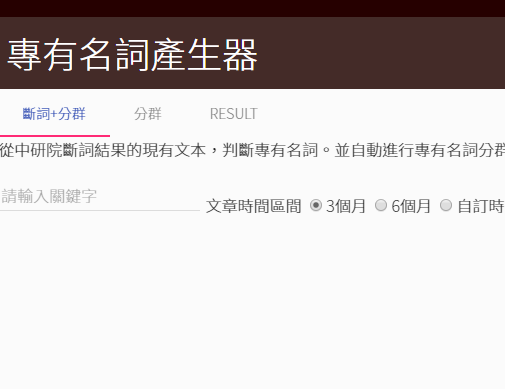 專有名詞產生器
斷詞+分群 分群 RESULT
從中研院斷詞結果的現有文本，判斷專有名詞。並自動進行專有名詞分群
請輸入關鍵字 文章時間區間 3個月 6個月 自訂時